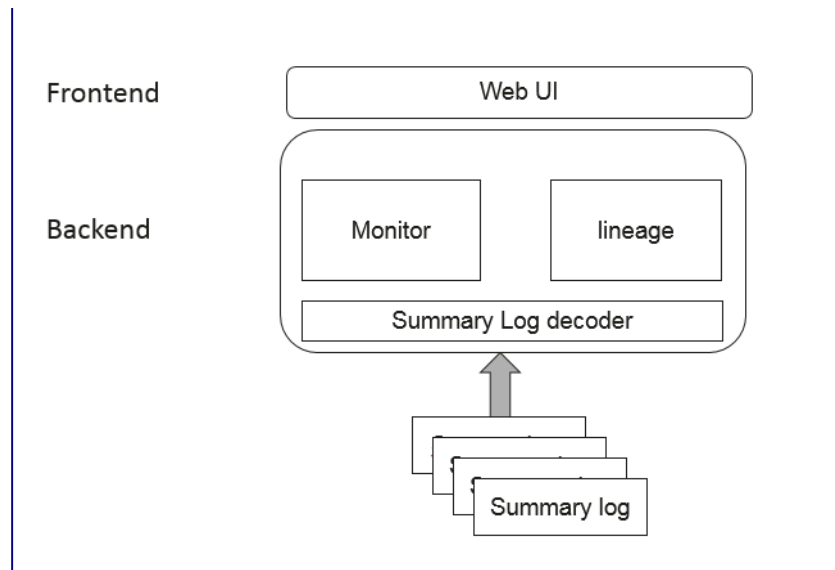 Frontend
Web UI
Backend
Monitor
lineage
Summary Log decoder
Summary log